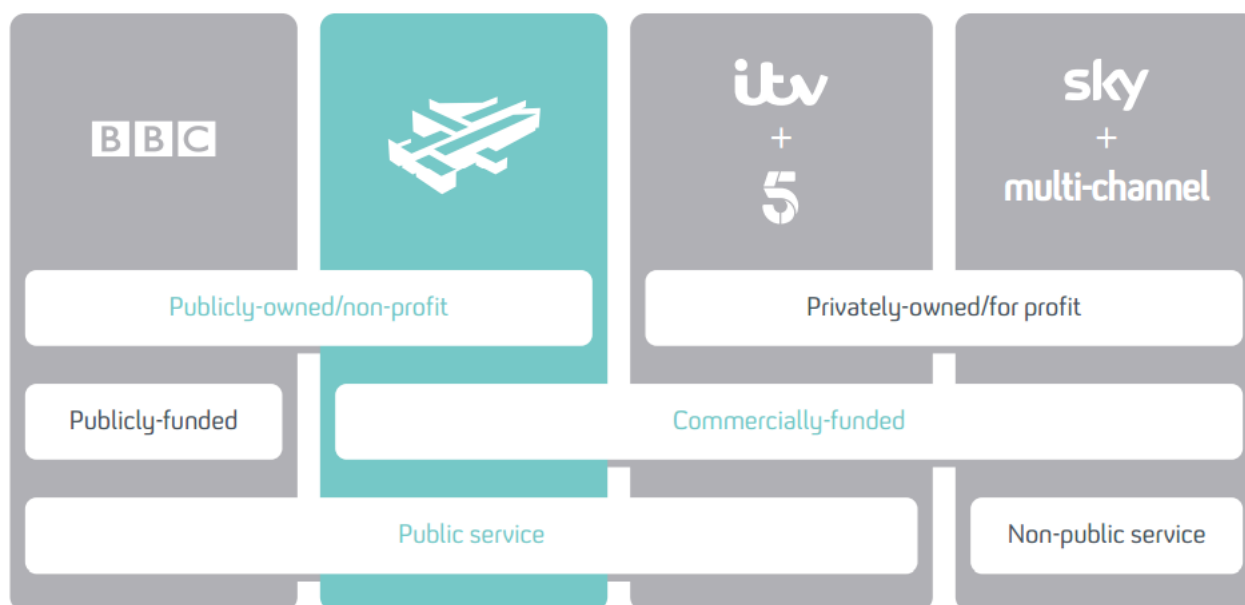 BBC
itv
+
5
sky
+
multi-channel
Publicly-owned/non-profit
Privately-owned/for profit
Publicly-funded
Commercially-funded
Public service
Non-public service